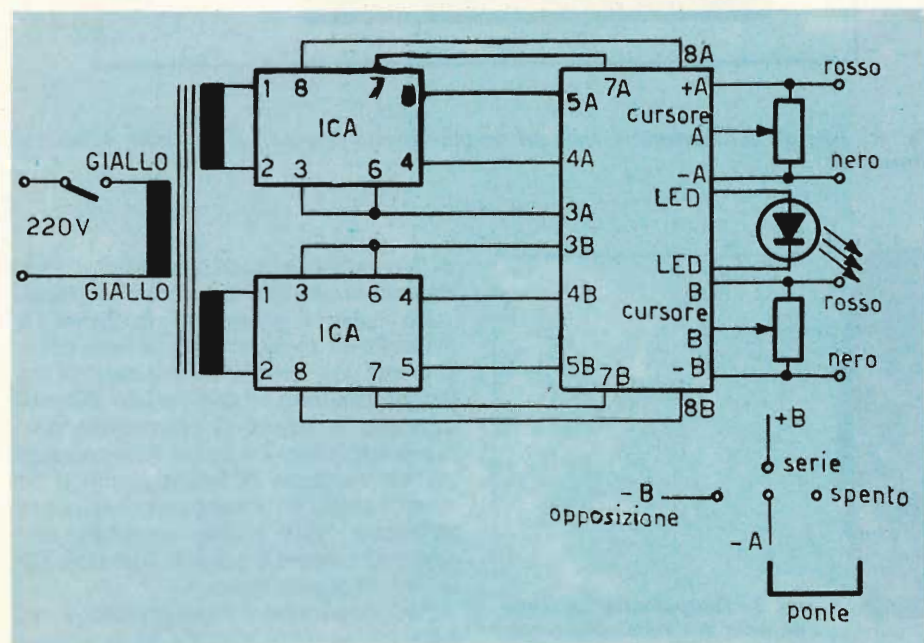 8A
1 8 7
7A
+A
rosso
5A
cursore
A
ICA
GIALLO
2 3 6 4
4A
-A
nero
LED
220V
3A
3B
LED
GIALLO
B
rosso
1 3 6 4
4B
cursore
B
ICA
2 8 7 5
5B
7B
-B
nero
8B
+B
serie
-B
opposizione
spento
-A
ponte